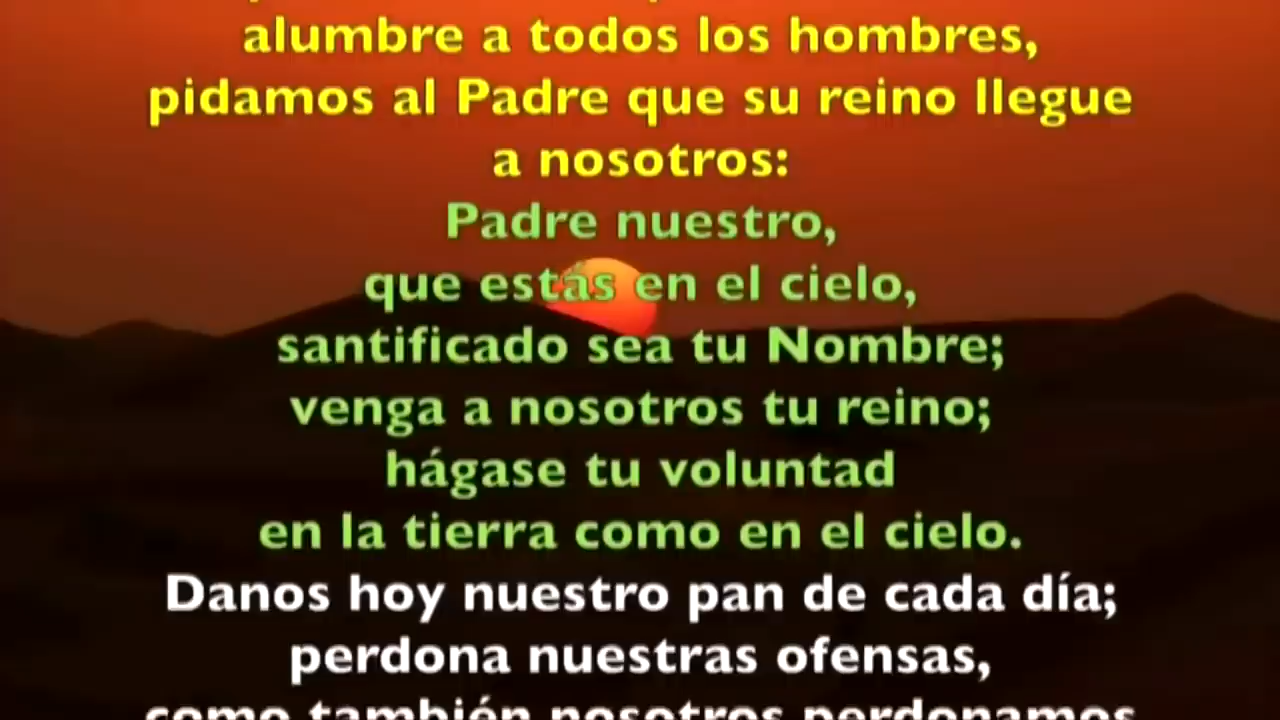 alumbre a todos los hombres,
pidamos al Padre que su reino llegue
a nosotros:
Padre nuestro,
que estás en el cielo,
santificado sea tu Nombre;
venga a nosotros tu reino;
hágase tu voluntad
en la tierra como en el cielo.
Danos hoy nuestro pan de cada día;
perdona nuestras ofensas,
como también nosotros perdonamos